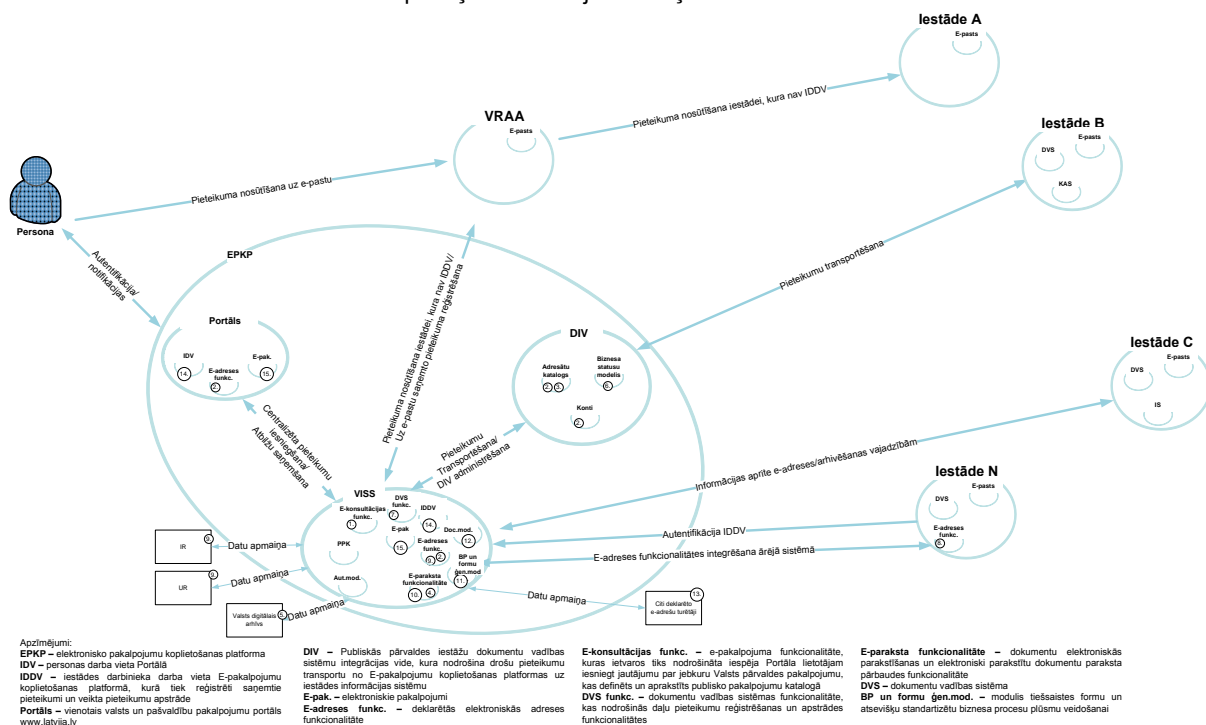 Iestāde A
E-pasts
VRAA
E-pasts
Pieteikuma nosūtīšana iestādei, kura nav IDDV
Iestāde B
E-pasts
DVS
KAS
Persona
Pieteikuma nosūtīšana uz e-pastu
Autentifikācija/
notifikācijas
EPKP
Pieteikuma nosūtīšana iestādei, kura nav IDDV/
Uz e-pastu saņemto pieteikuma reģistrēšana
Pieteikumu transportēšana
Portāls
IDV
14.
E-adreses
funkc.
2.
E-pak.
15.
DIV
Adresātu
katalogs
2.
3.
Biznesa
statusu
modelis
6.
Konti
2.
Iestāde C
E-pasts
DVS
IS
Centralizēta pieteikumu
iesniegšana/
Atbilžu saņemšana
Pieteikumu
Transportēšana/
DIV administrēšana
Informācijas aprite e-adreses/arhivēšanas vajadzībām
Iestāde N
E-pasts
DVS
E-adreses
funkc.
8.
VISS
E-konsultācijas
funkc.
1.
DVS
funkc.
7.
IDDV
14.
Doc.mod.
12.
PPK
E-pak
15.
E-adreses
funkc.
9.
2.
BP un
formu
ģen.mod
11.
Aut.mod.
E-paraksta
funkcionalitāte
10.
4.
Autentifikācija IDDV
E-adreses funkcionalitātes integrēšana ārējā sistēmā
IR
9.
Datu apmaiņa
UR
9.
Datu apmaiņa
Valsts digitālais
arhīvs
5.
Datu apmaiņa
Datu apmaiņa
Citi deklarēto
e-adrešu turētāji
13.
Apzīmējumi:
EPKP – elektronisko pakalpojumu koplietošanas platforma
IDV – personas darba vieta Portālā
IDDV – iestādes darbinieka darba vieta E-pakalpojumu
koplietošanas platformā, kurā tiek reģistrēti saņemtie
pieteikumi un veikta pieteikumu apstrāde
Portāls – vienotais valsts un pašvaldību pakalpojumu portāls
www.latvija.lv
DIV – Publiskās pārvaldes iestāžu dokumentu vadības
sistēmu integrācijas vide, kura nodrošina drošu pieteikumu
transportu no E-pakalpojumu koplietošanas platformas uz
iestādes informācijas sistēmu
E-pak. – elektroniskie pakalpojumi
E-adreses funkc. – deklarētās elektroniskās adreses
funkcionalitāte
E-konsultācijas funkc. – e-pakalpojuma funkcionalitāte,
kuras ietvaros tiks nodrošināta iespēja Portāla lietotājam
iesniegt jautājumu par jebkuru Valsts pārvaldes pakalpojumu,
kas definēts un aprakstīts publisko pakalpojumu katalogā
DVS funkc. – dokumentu vadības sistēmas funkcionalitāte,
kas nodrošinās daļu pieteikumu reģistrēšanas un apstrādes
funkcionalitātes
E-paraksta funkcionalitāte – dokumentu elektroniskās
parakstīšanas un elektroniski parakstītu dokumentu paraksta
pārbaudes funkcionalitāte
DVS – dokumentu vadības sistēma
BP un formu ģen.mod. – modulis tiešsaistes formu un
atsevišķu standartizētu biznesa procesu plūsmu veidošanai